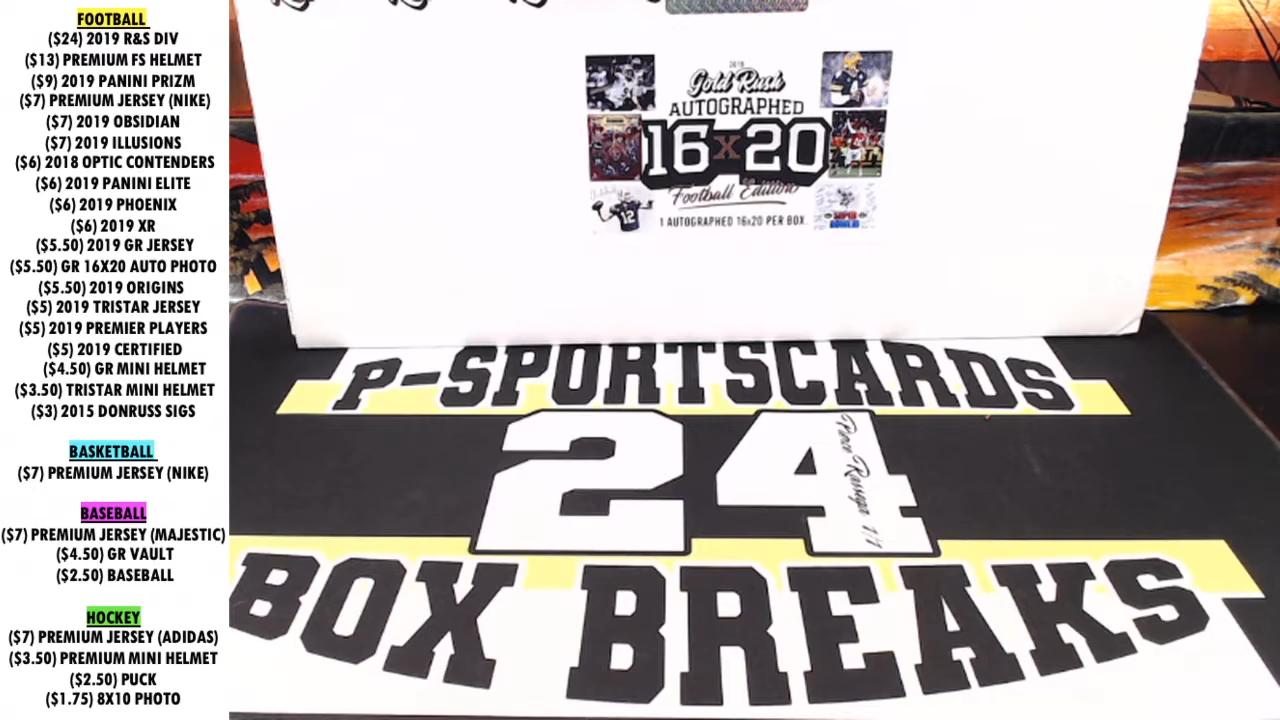 FOOTBALL
($24) 2019 R&S DIV
($13) PREMIUM FS HELMET
($9) 2019 PANINI PRIZM
($7) PREMIUM JERSEY (NIKE)
($7) 2019 OBSIDIAN
($7) 2019 ILLUSIONS
($6) 2018 OPTIC CONTENDERS
($6) 2019 PANINI ELITE
($6) 2019 PHOENIX
($6) 2019 XR
($5.50) 2019 GR JERSEY
($5.50) GR 16X20 AUTO PHOTO
($5.50) 2019 ORIGINS
($5) 2019 TRISTAR JERSEY
($5) 2019 PREMIER PLAYERS
($5) 2019 CERTIFIED
($4.50) GR MINI HELMET
($3.50) TRISTAR MINI HELMET
($3) 2015 DONRUSS SIGS
BASKETBALL
($7) PREMIUM JERSEY (NIKE)
BASEBALL
($7) PREMIUM JERSEY (MAJESTIC)
($4.50) GR VAULT
($2.50) BASEBALL
HOCKEY
($7) PREMIUM JERSEY (ADIDAS)
($3.50) PREMIUM MINI HELMET
($2.50) PUCK
($1.75) 8X10 PHOTO
Gold Rush
AUTOGRAPHED
16x20
Football Edition
1 AUTOGRAPHED 16x20 PER BOX
12
P-SPORTSCARDS
24
1/1
BOX BREAKS